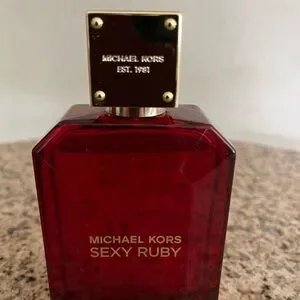 MICHAEL KORS
EST. 1981
MICHAEL KORS
SEXY RUBY